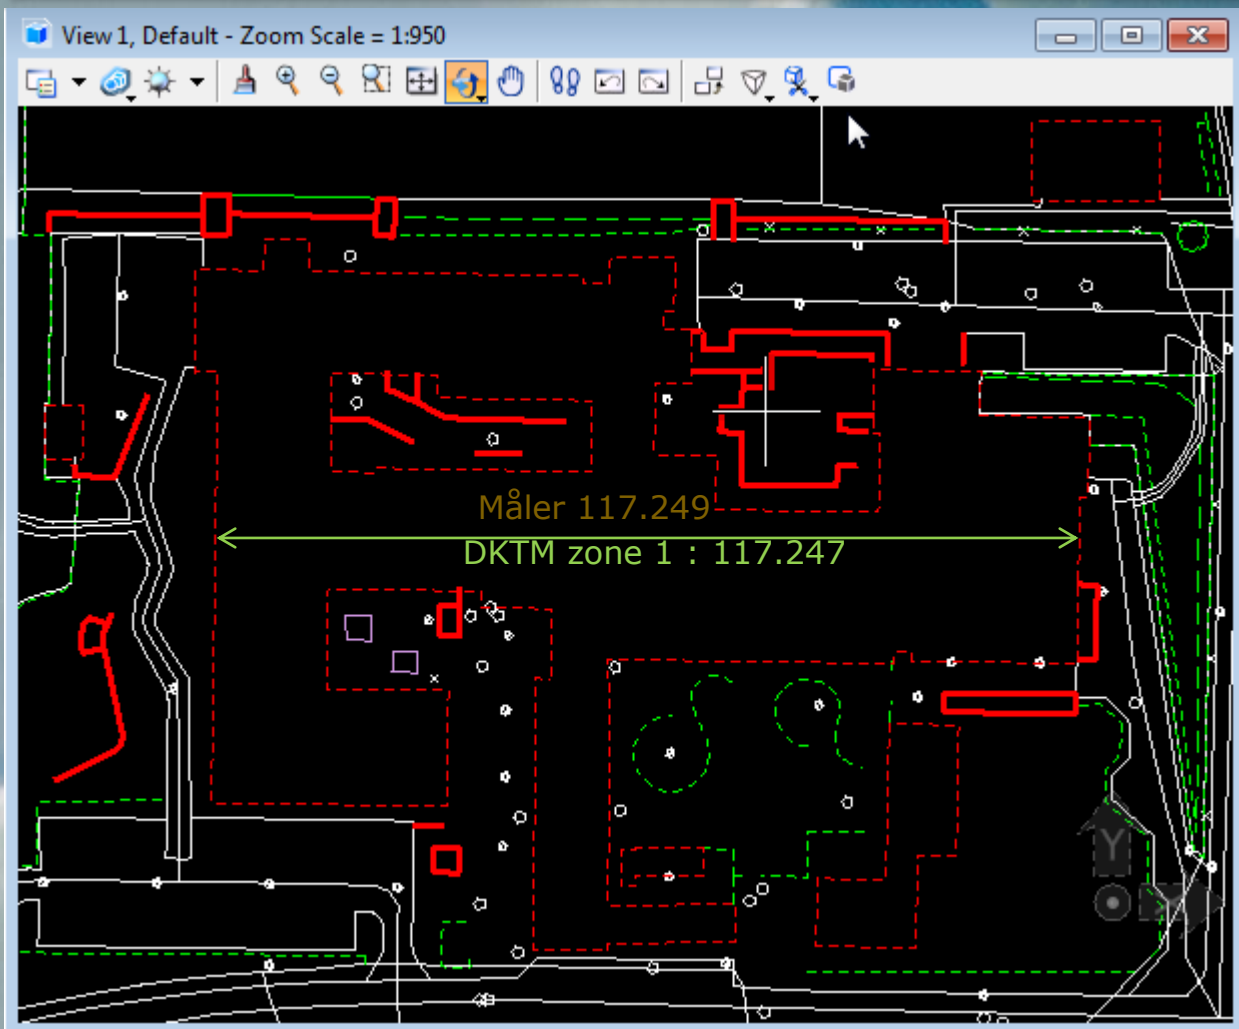 View 1, Default - Zoom Scale = 1:950
Måler 117.249
DKTM zone 1 : 117.247
Y